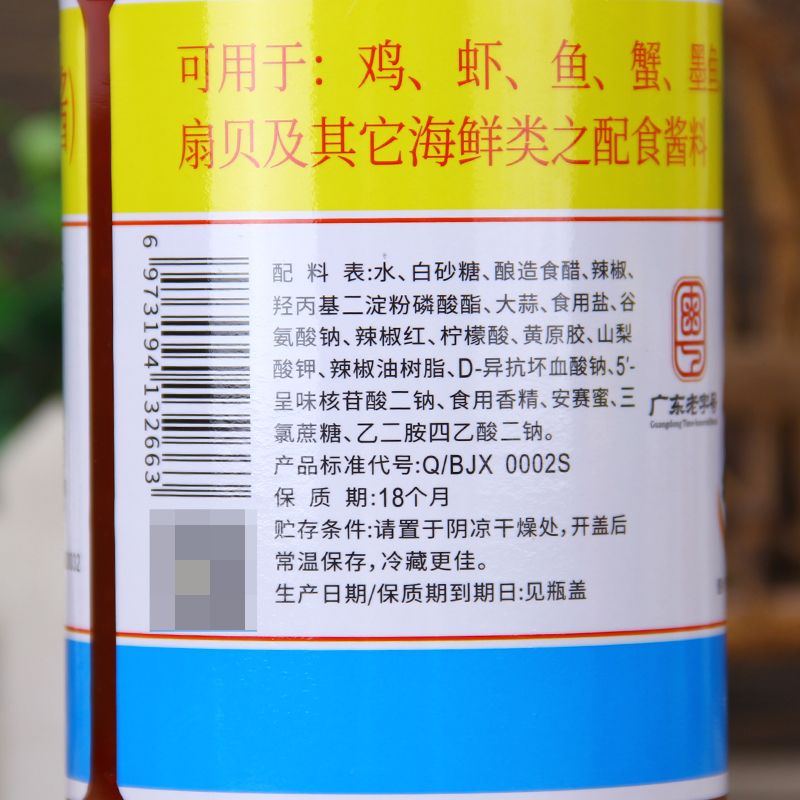 可用于：鸡、虾、鱼、蟹、墨鱼
扇贝及其它海鲜类之配食酱料
酱)
配料表:水、白砂糖、酿造食醋、辣椒、
羟丙基二淀粉磷酸酯、大蒜、食用盐、谷
氨酸钠、辣椒红、柠檬酸、黄原胶、山梨
酸钾、辣椒油树脂、D-异抗坏血酸钠、5′-
呈味核苷酸二钠、食用香精、安赛蜜、三
氯蔗糖、乙二胺四乙酸二钠。
产品标准代号:Q/BJX 0002S
保质期:18个月
贮存条件:请置于阴凉干燥处,开盖后
常温保存,冷藏更佳。
生产日期/保质期到期日:见瓶盖
6 973194 132663
广东老字号